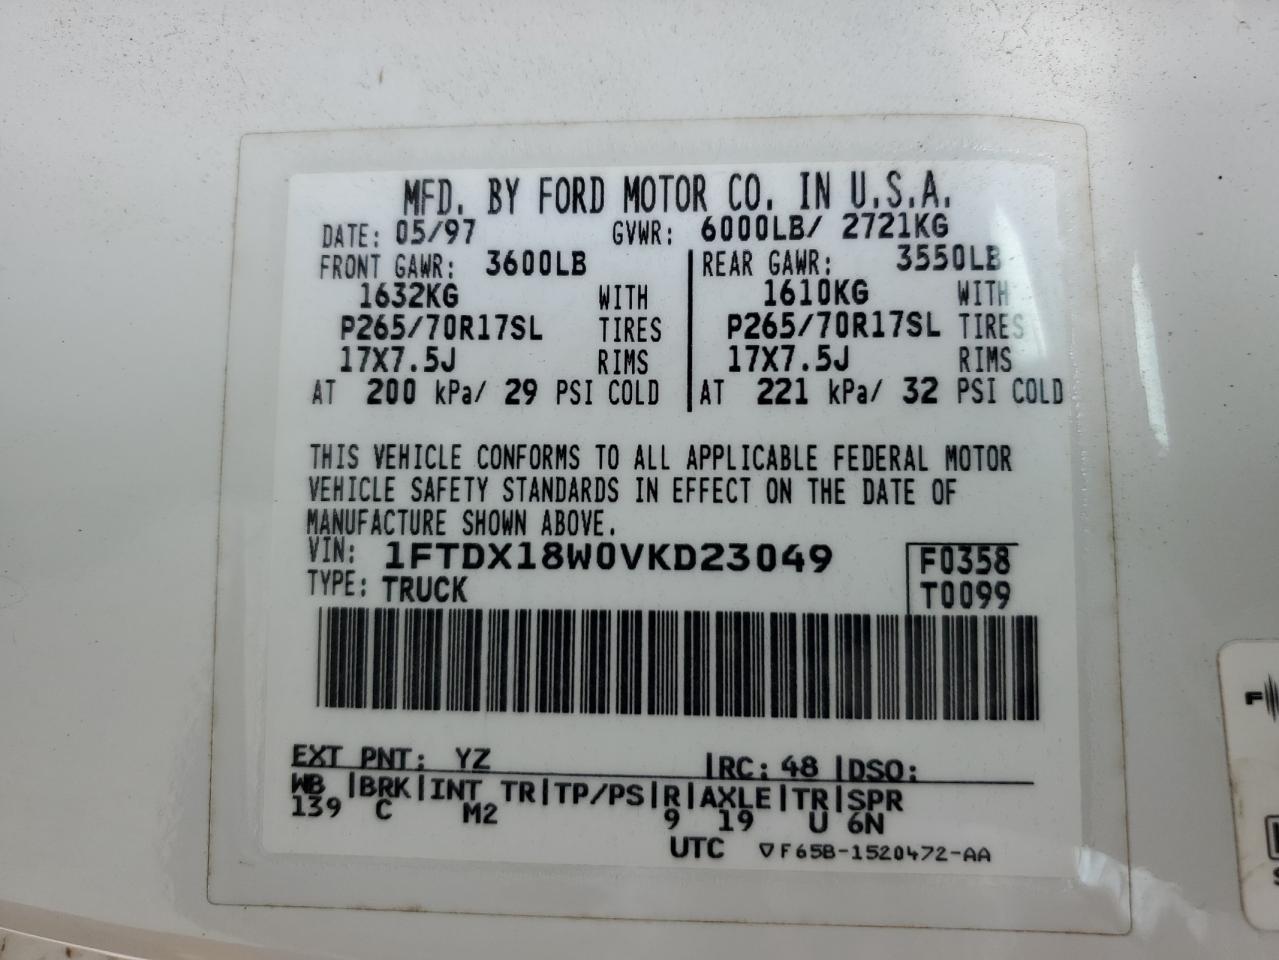 MFD. BY FORD MOTOR CO. IN U.S.A.
DATE: 05/97 GVWR: 6000LB/ 2721KG
FRONT GAWR: 3600LB REAR GAWR: 3550LB
1632KG WITH 1610KG WITH
P265/70R17SL TIRES P265/70R17SL TIRES
17X7.5J RIMS 17X7.5J RIMS
AT 200 kPa/ 29 PSI COLD AT 221 kPa/ 32 PSI COLD
THIS VEHICLE CONFORMS TO ALL APPLICABLE FEDERAL MOTOR
VEHICLE SAFETY STANDARDS IN EFFECT ON THE DATE OF
MANUFACTURE SHOWN ABOVE.
VIN: 1FTDX18W0VKD23049 F0358
TYPE: TRUCK T0099
EXT PNT: YZ |RC: 48 |DSO:
WB |BRK|INT TR|TP/PS|R|AXLE|TR|SPR
139 C M2 9 19 U 6N
UTC ▽F65B-1520472-AA